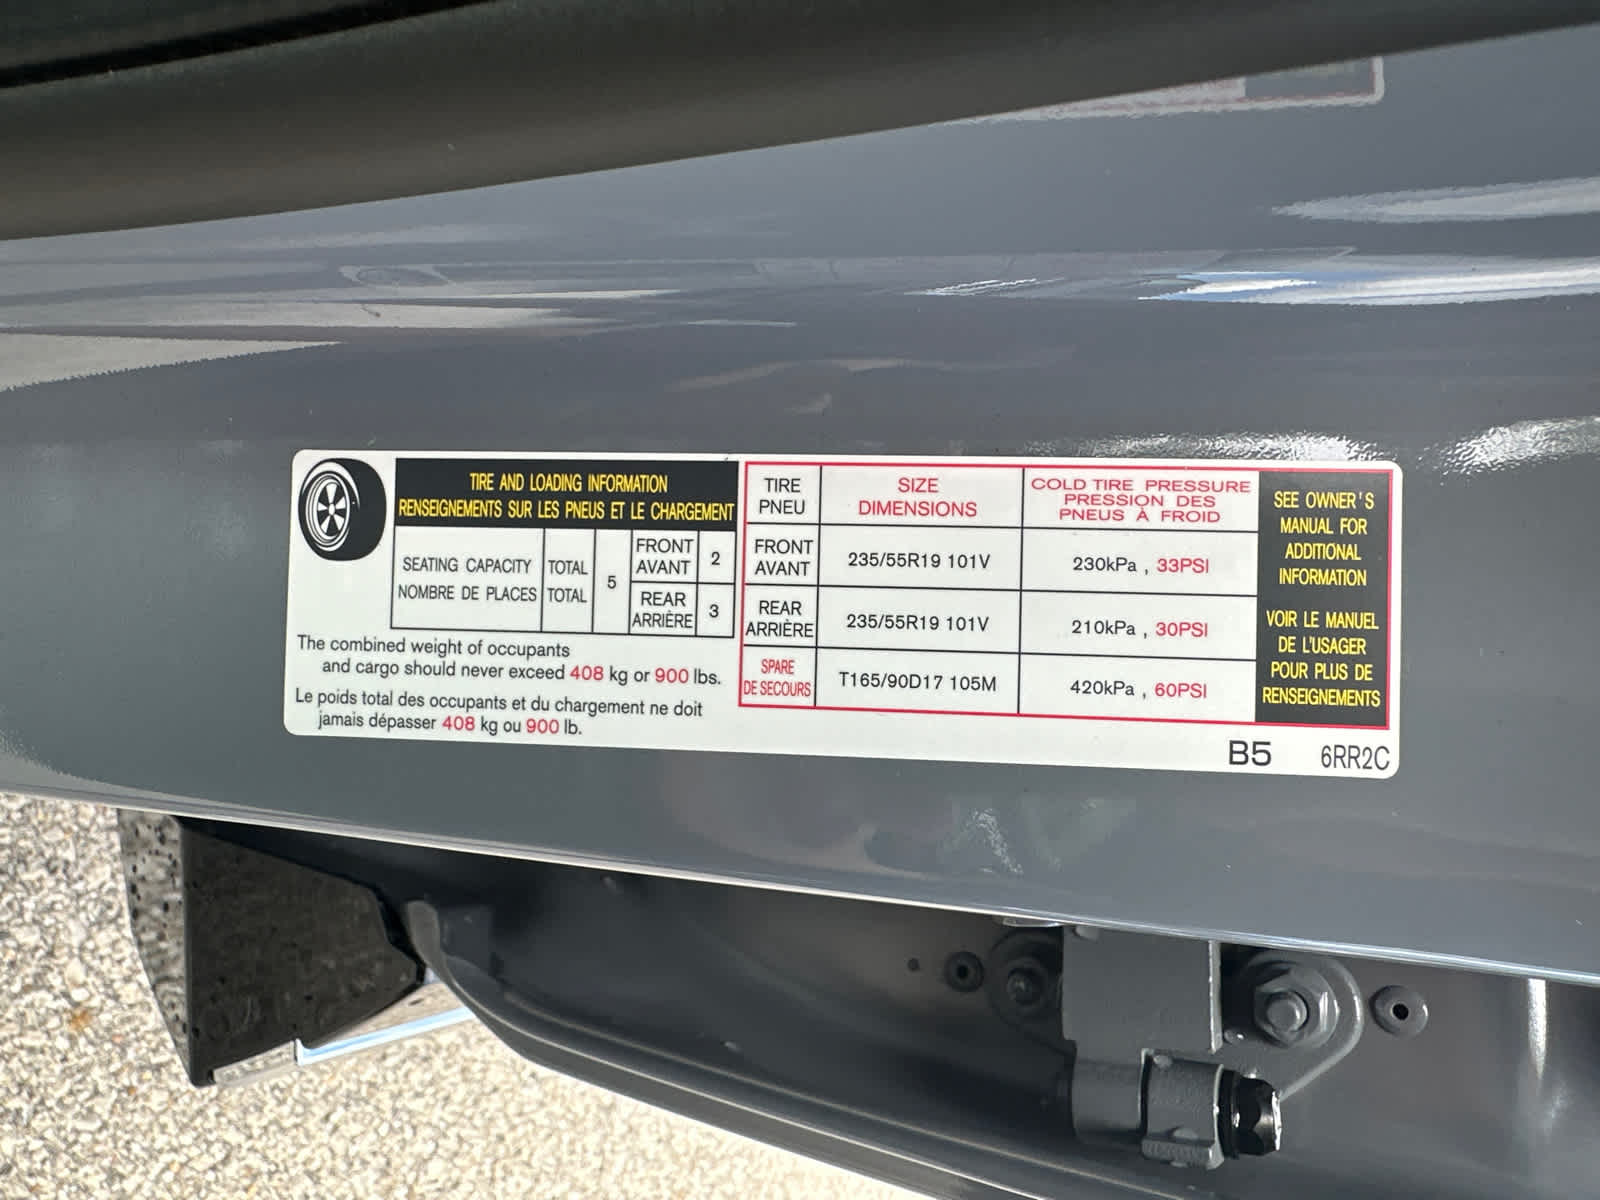 TIRE AND LOADING INFORMATION
RENSEIGNEMENTS SUR LES PNEUS ET LE CHARGEMENT
SEATING CAPACITY
NOMBRE DE PLACES
TOTAL
TOTAL
5
FRONT
AVANT
2
REAR
ARRIÈRE
3
The combined weight of occupants
and cargo should never exceed 408 kg or 900 lbs.
Le poids total des occupants et du chargement ne doit
jamais dépasser 408 kg ou 900 lb.
TIRE
PNEU
SIZE
DIMENSIONS
COLD TIRE PRESSURE
PRESSION DES
PNEUS À FROID
FRONT
AVANT
235/55R19 101V
230kPa , 33PSI
REAR
ARRIÈRE
235/55R19 101V
210kPa , 30PSI
SPARE
DE SECOURS
T165/90D17 105M
420kPa , 60PSI
SEE OWNER'S
MANUAL FOR
ADDITIONAL
INFORMATION
VOIR LE MANUEL
DE L'USAGER
POUR PLUS DE
RENSEIGNEMENTS
B5 6RR2C